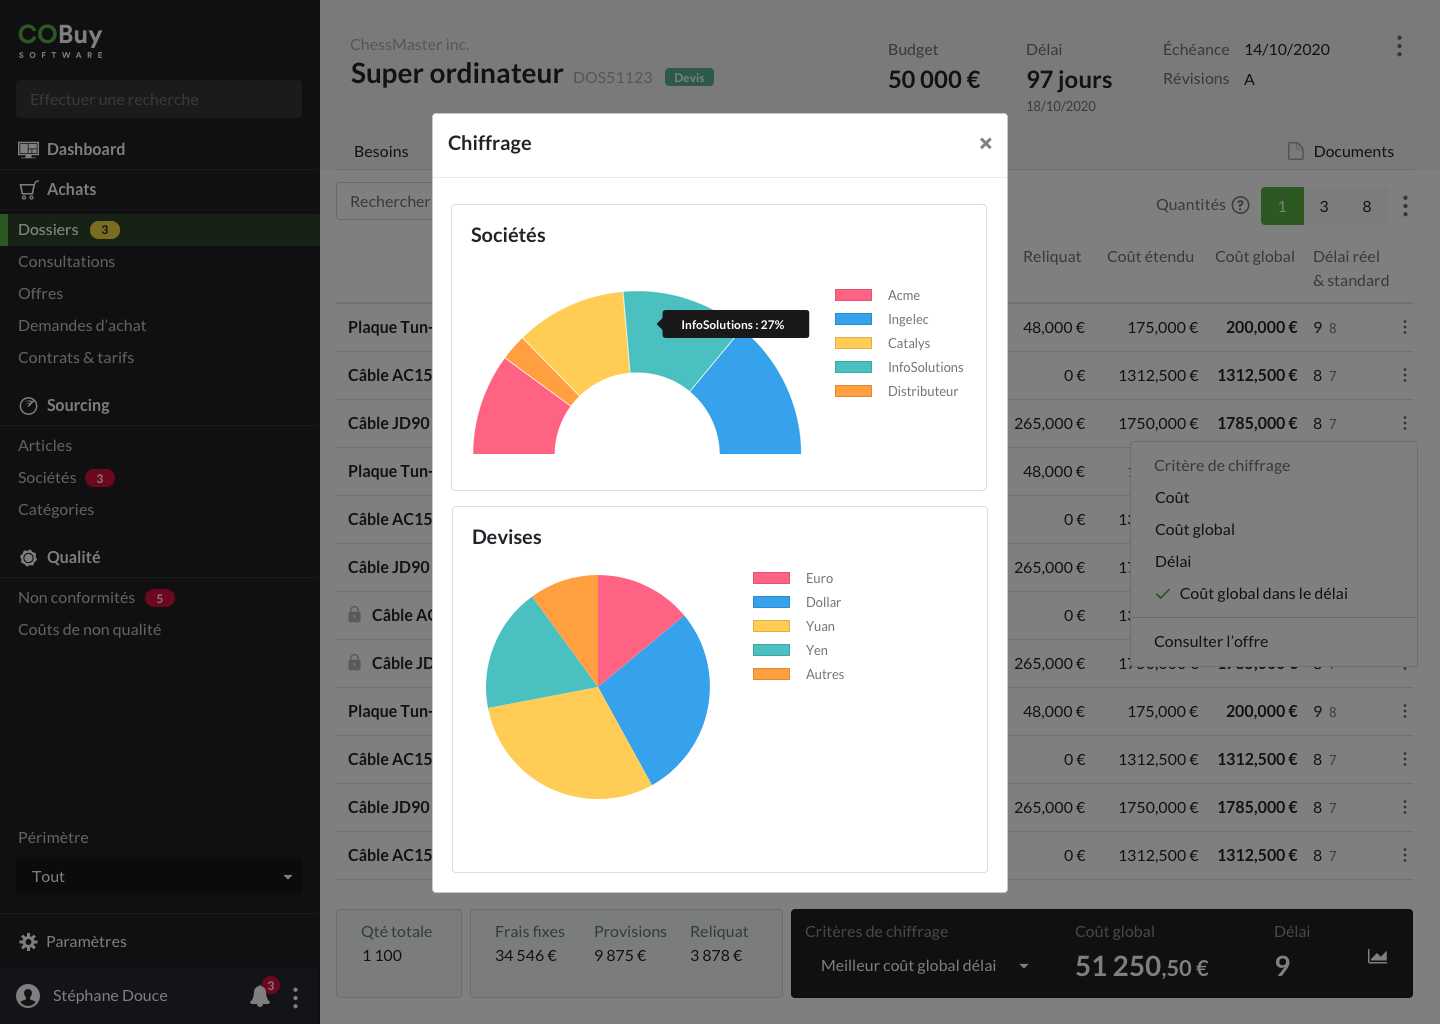 COBuy
SOFTWARE
Effectuer une recherche
Dashboard
Achats
Dossiers 3
Consultations
Offres
Demandes d'achat
Contrats & tarifs
Sourcing
Articles
Sociétés 3
Catégories
Qualité
Non conformités 5
Coûts de non qualité
Périmètre
Tout
Paramètres
Stéphane Douce 3
ChessMaster inc.
Super ordinateur DOS51123 Devis
Budget
50 000 €
Délai
97 jours
18/10/2020
Échéance 14/10/2020
Révisions A
Besoins
Documents
Rechercher
Quantités ? 1 3 8
Reliquat Coût étendu Coût global Délai réel
& standard
Plaque Tun- 48,000 € 175,000 € 200,000 € 9 8
Câble AC15 0 € 1312,500 € 1312,500 € 8 7
Câble JD90 265,000 € 1750,000 € 1785,000 € 8 7
Plaque Tun- 48,000 €
Câble AC15 0 €
Câble JD90 265,000 €
Câble AC 0 €
Câble JD 265,000 €
Plaque Tun- 48,000 € 175,000 € 200,000 € 9 8
Câble AC15 0 € 1312,500 € 1312,500 € 8 7
Câble JD90 265,000 € 1750,000 € 1785,000 € 8 7
Câble AC15 0 € 1312,500 € 1312,500 € 8 7
Critère de chiffrage
Coût
Coût global
Délai
Coût global dans le délai
Consulter l'offre
Chiffrage ×
Sociétés
InfoSolutions : 27%
Acme
Ingelec
Catalys
InfoSolutions
Distributeur
Devises
Euro
Dollar
Yuan
Yen
Autres
Qté totale
1 100
Frais fixes Provisions Reliquat
34 546 € 9 875 € 3 878 €
Critères de chiffrage Coût global Délai
Meilleur coût global délai 51 250,50 € 9